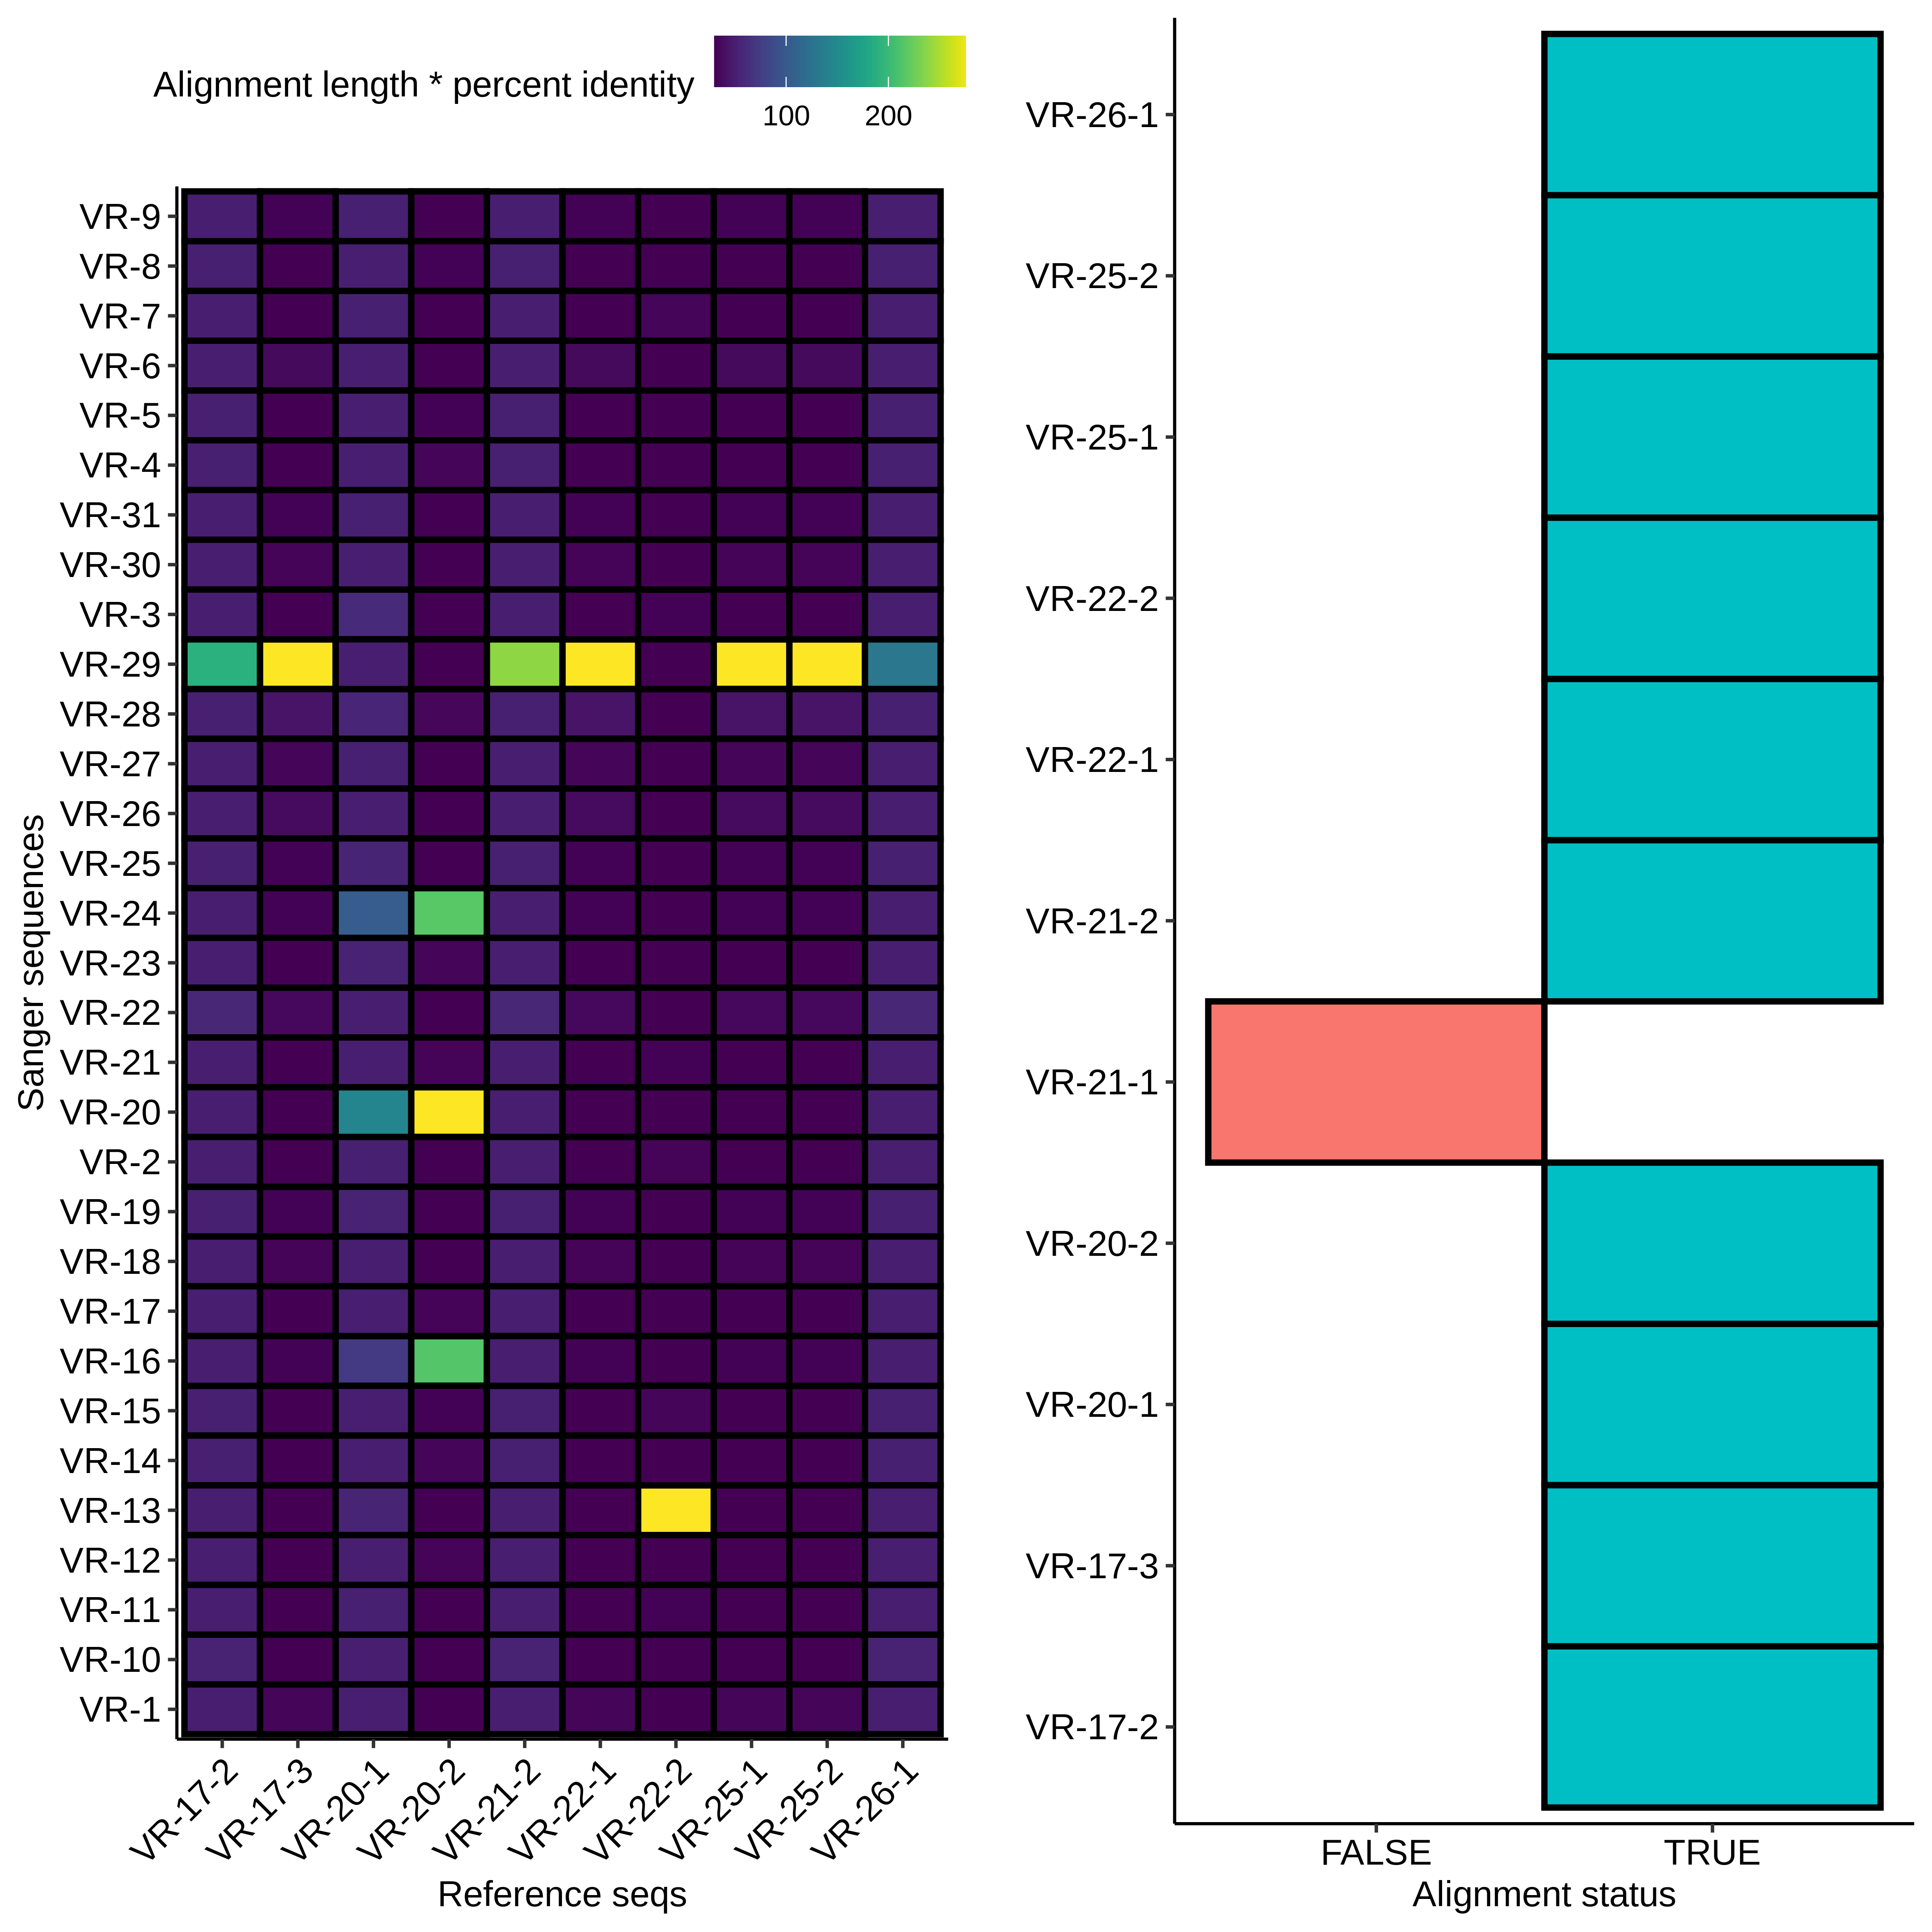 Alignment length * percent identity
100 200
Sanger sequences
VR-9
VR-8
VR-7
VR-6
VR-5
VR-4
VR-31
VR-30
VR-3
VR-29
VR-28
VR-27
VR-26
VR-25
VR-24
VR-23
VR-22
VR-21
VR-20
VR-2
VR-19
VR-18
VR-17
VR-16
VR-15
VR-14
VR-13
VR-12
VR-11
VR-10
VR-1
VR-17-2
VR-17-3
VR-20-1
VR-20-2
VR-21-2
VR-22-1
VR-22-2
VR-25-1
VR-25-2
VR-26-1
Reference seqs
VR-26-1
VR-25-2
VR-25-1
VR-22-2
VR-22-1
VR-21-2
VR-21-1
VR-20-2
VR-20-1
VR-17-3
VR-17-2
FALSE TRUE
Alignment status